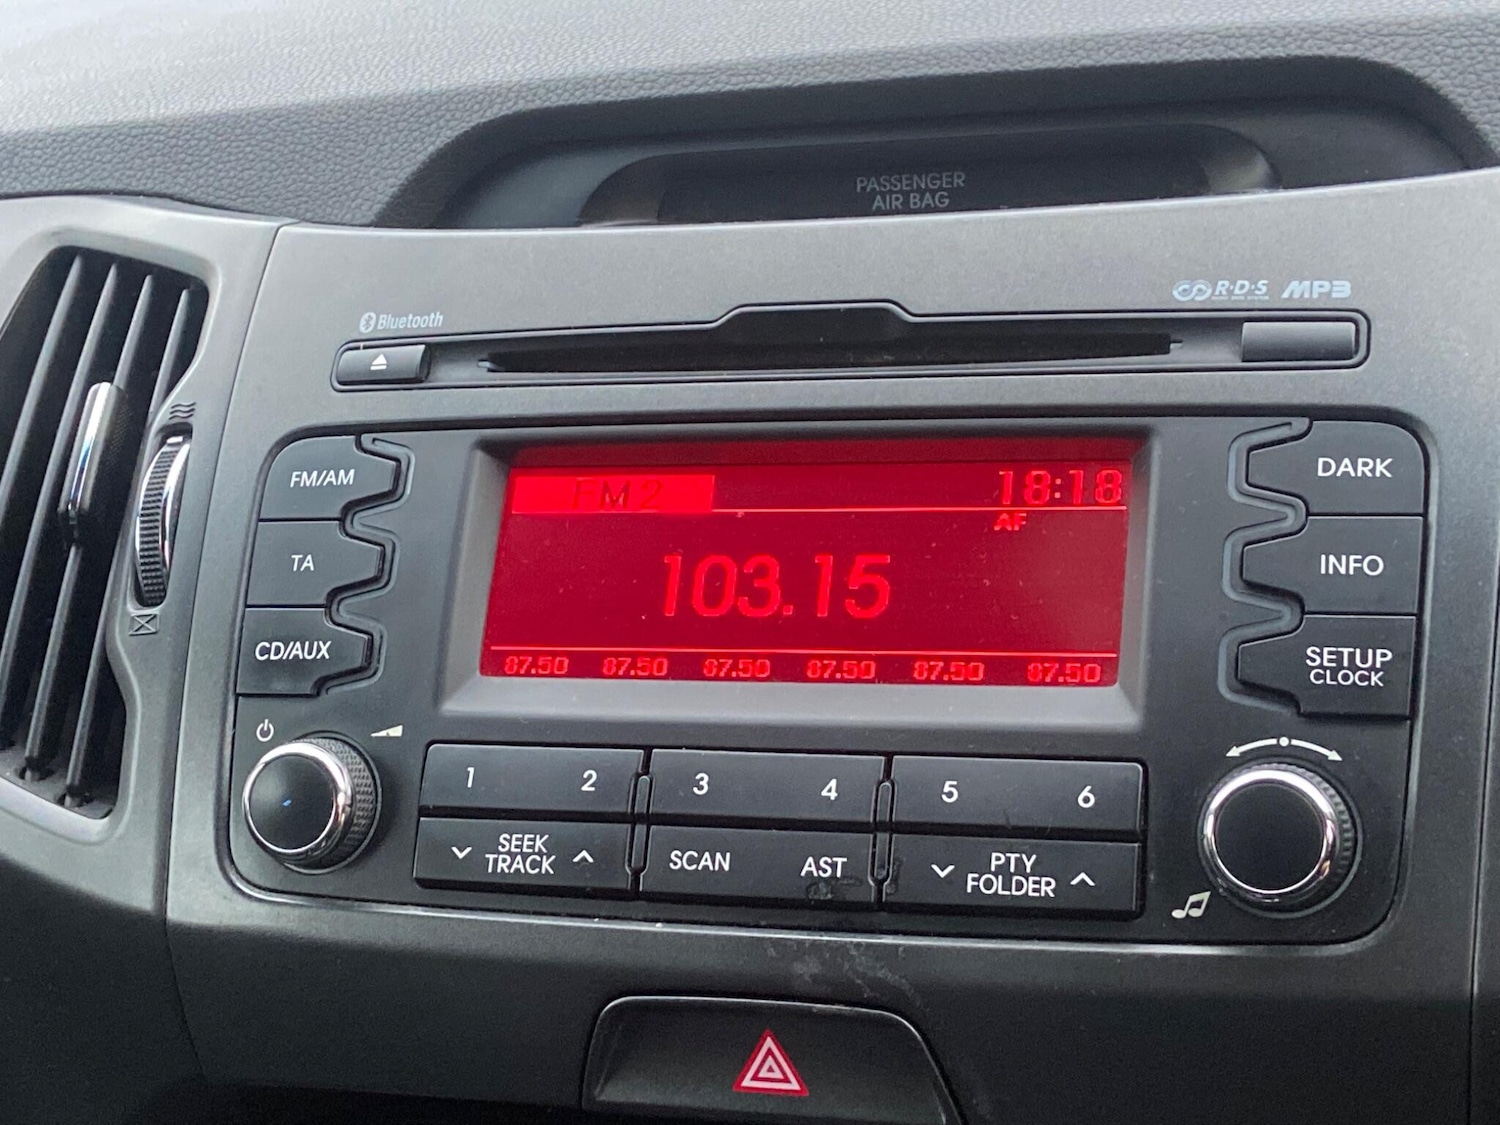 PASSENGER
AIR BAG
R·D·S MP3
Bluetooth
FM/AM
TA
CD/AUX
FM2 18:18
AF
103.15
87.50 87.50 87.50 87.50 87.50 87.50
DARK
INFO
SETUP
CLOCK
1 2 3 4 5 6
SEEK
TRACK
SCAN AST
PTY
FOLDER